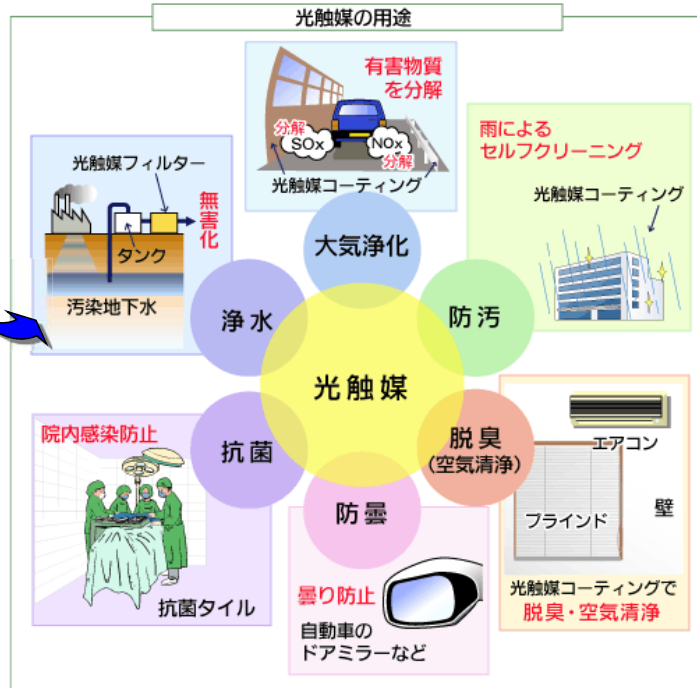 光触媒の用途
有害物質
を分解
分解
SOx
NOx
分解
光触媒コーティング
雨による
セルフクリーニング
光触媒コーティング
光触媒フィルター
無害化
タンク
汚染地下水
大気浄化
浄水
防汚
光触媒
抗菌
脱臭
(空気清浄)
防曇
院内感染防止
抗菌タイル
曇り防止
自動車の
ドアミラーなど
エアコン
ブラインド
壁
光触媒コーティングで
脱臭・空気清浄